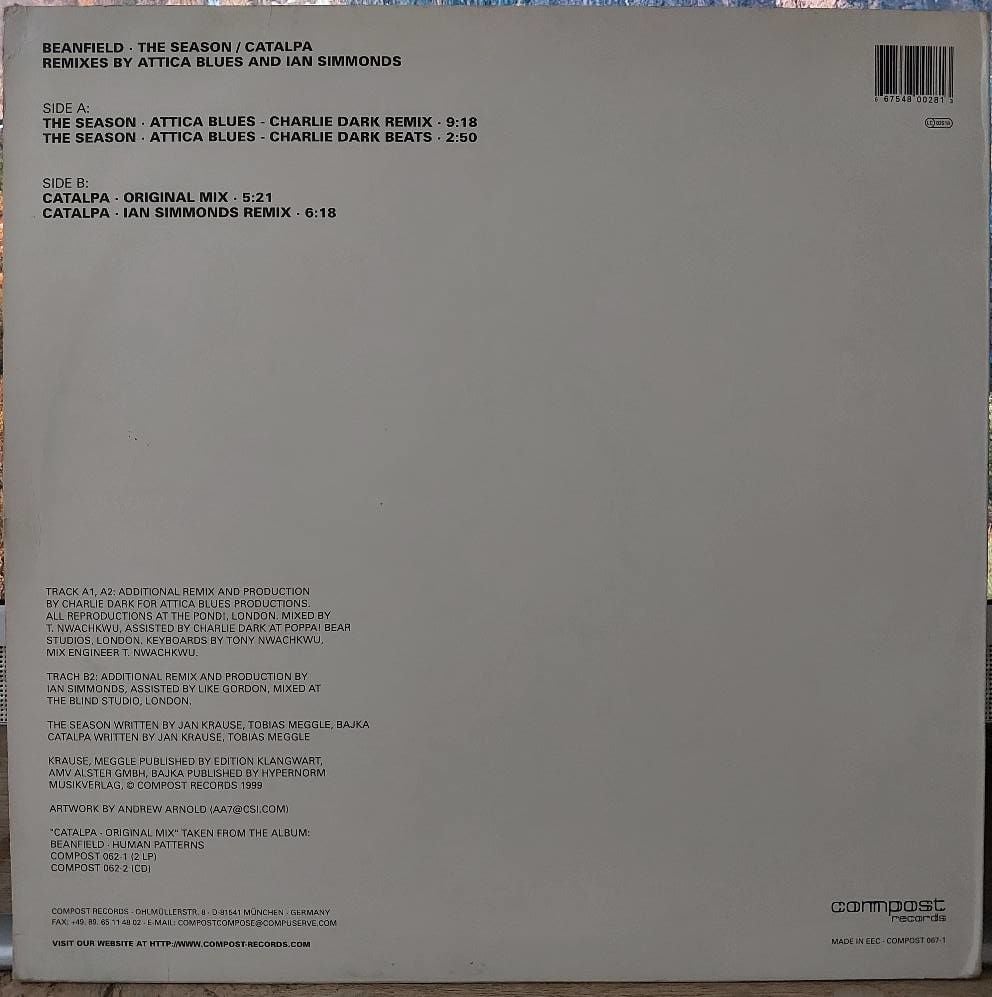 BEANFIELD · THE SEASON / CATALPA
REMIXES BY ATTICA BLUES AND IAN SIMMONDS
SIDE A:
THE SEASON · ATTICA BLUES - CHARLIE DARK REMIX · 9:18
THE SEASON · ATTICA BLUES - CHARLIE DARK BEATS · 2:50
SIDE B:
CATALPA · ORIGINAL MIX · 5:21
CATALPA · IAN SIMMONDS REMIX · 6:18
67548 00281
LC
TRACK A1, A2: ADDITIONAL REMIX AND PRODUCTION
BY CHARLIE DARK FOR ATTICA BLUES PRODUCTIONS.
ALL REPRODUCTIONS AT THE POND!, LONDON. MIXED BY
T. NWACHKWU, ASSISTED BY CHARLIE DARK AT POPPA! BEAR
STUDIOS, LONDON. KEYBOARDS BY TONY NWACHKWU,
MIX ENGINEER T. NWACHKWU.
TRACH B2: ADDITIONAL REMIX AND PRODUCTION BY
IAN SIMMONDS, ASSISTED BY LIKE GORDON, MIXED AT
THE BLIND STUDIO, LONDON.
THE SEASON WRITTEN BY JAN KRAUSE, TOBIAS MEGGLE, BAJKA
CATALPA WRITTEN BY JAN KRAUSE, TOBIAS MEGGLE
KRAUSE, MEGGLE PUBLISHED BY EDITION KLANGWART,
AMV ALSTER GMBH, BAJKA PUBLISHED BY HYPERNORM
MUSIKVERLAG, © COMPOST RECORDS 1999
ARTWORK BY ANDREW ARNOLD (AA7@CSI.COM)
"CATALPA - ORIGINAL MIX" TAKEN FROM THE ALBUM:
BEANFIELD · HUMAN PATTERNS
COMPOST 062-1 (2 LP)
COMPOST 062-2 (CD)
COMPOST RECORDS · OHLMÜLLERSTR. 8 · D-81541 MÜNCHEN · GERMANY
FAX: +49. 89. 65 11 48 02 · E-MAIL: COMPOSTCOMPOSE@COMPUSERVE.COM
VISIT OUR WEBSITE AT HTTP://WWW.COMPOST-RECORDS.COM
compost
records
MADE IN EEC · COMPOST 067-1